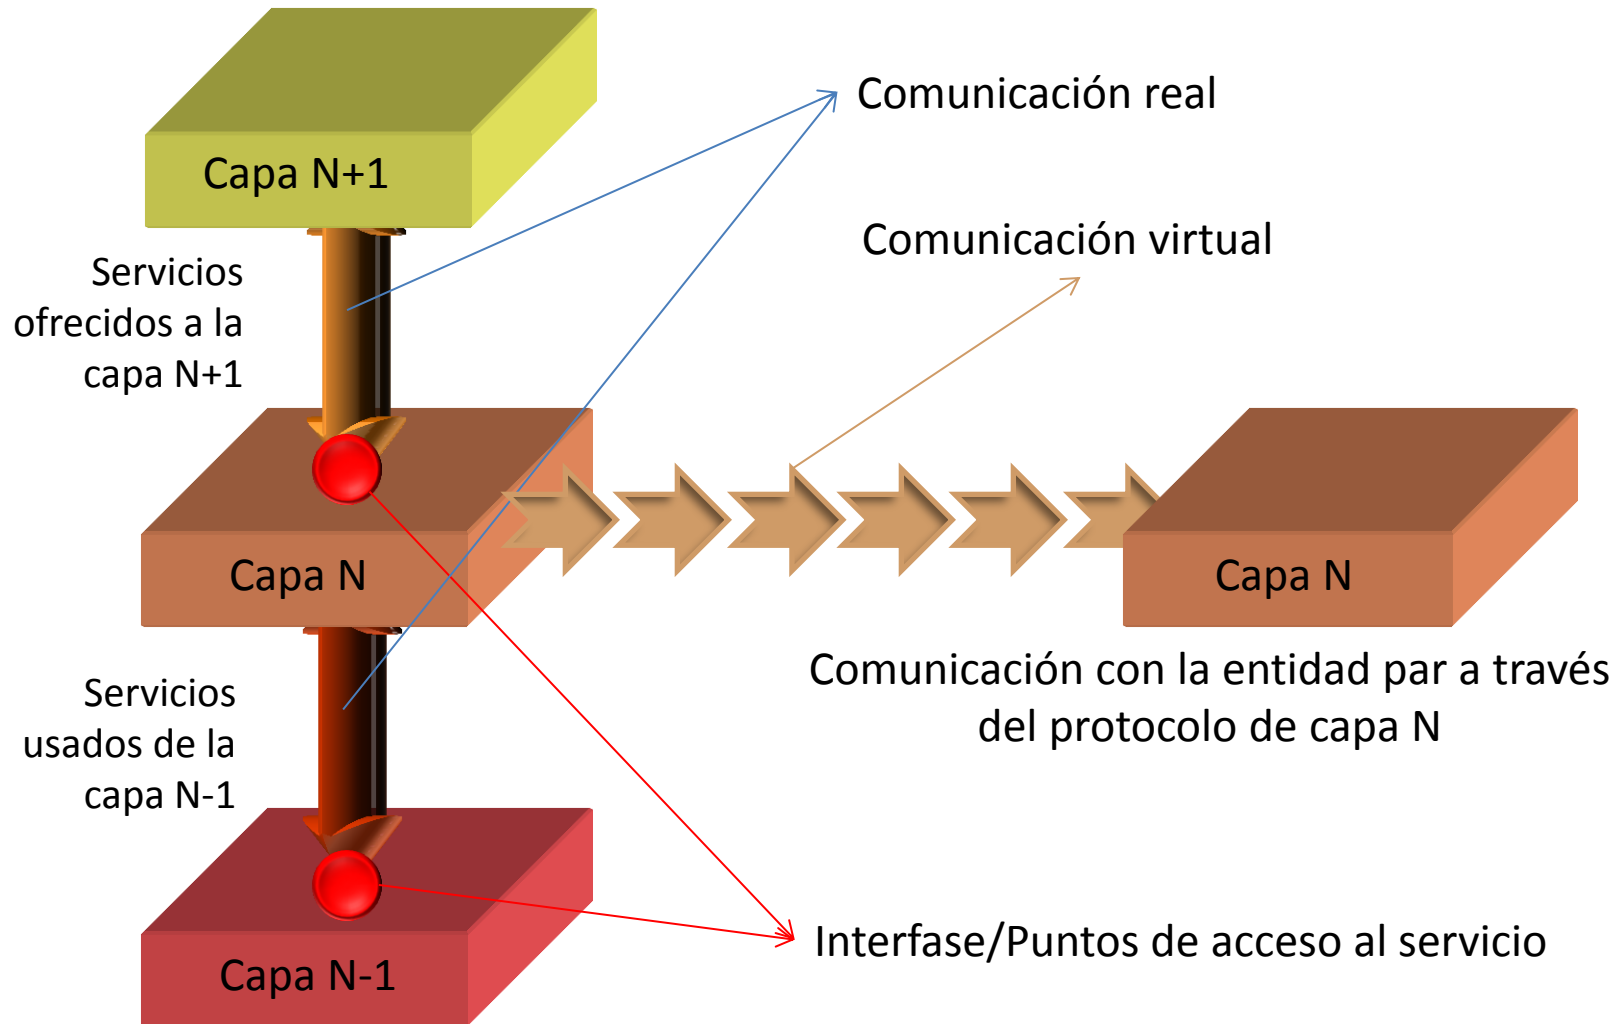 Comunicación real
Capa N+1
Comunicación virtual
Servicios
ofrecidos a la
capa N+1
Capa N
Capa N
Comunicación con la entidad par a través
del protocolo de capa N
Servicios
usados de la
capa N-1
Interfase/Puntos de acceso al servicio
Capa N-1